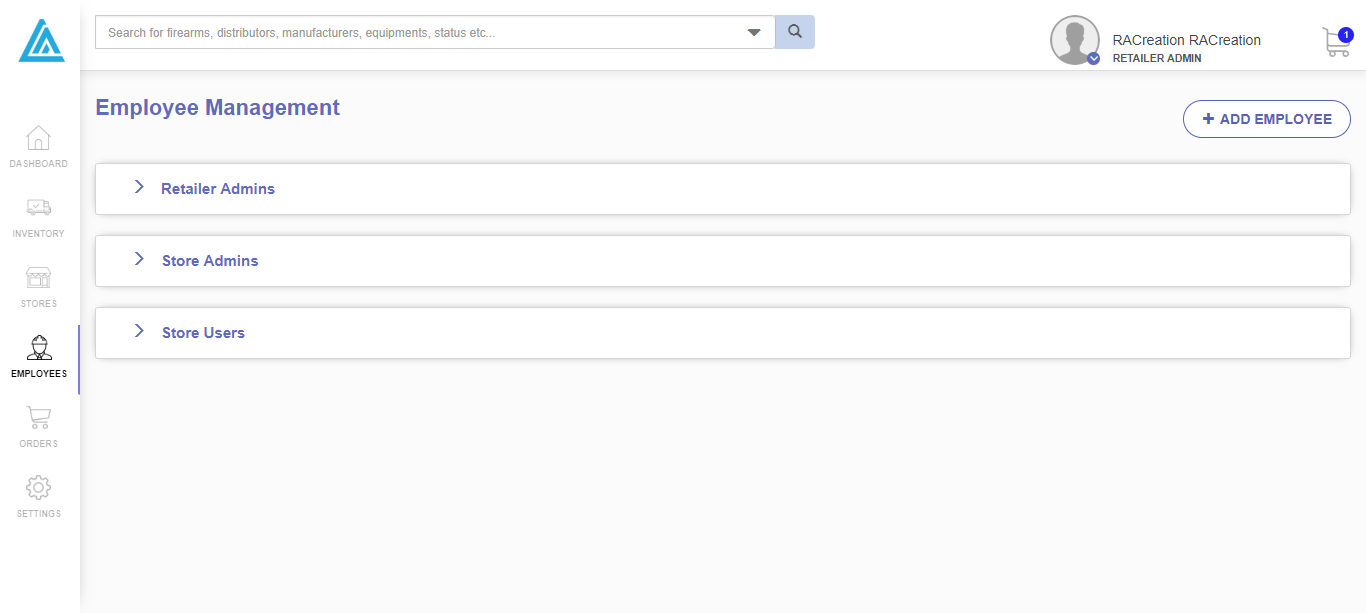 Search for firearms, distributors, manufacturers, equipments, status etc...
RACreation RACreation
RETAILER ADMIN
1
DASHBOARD
INVENTORY
STORES
EMPLOYEES
ORDERS
SETTINGS
Employee Management
+ ADD EMPLOYEE
Retailer Admins
Store Admins
Store Users